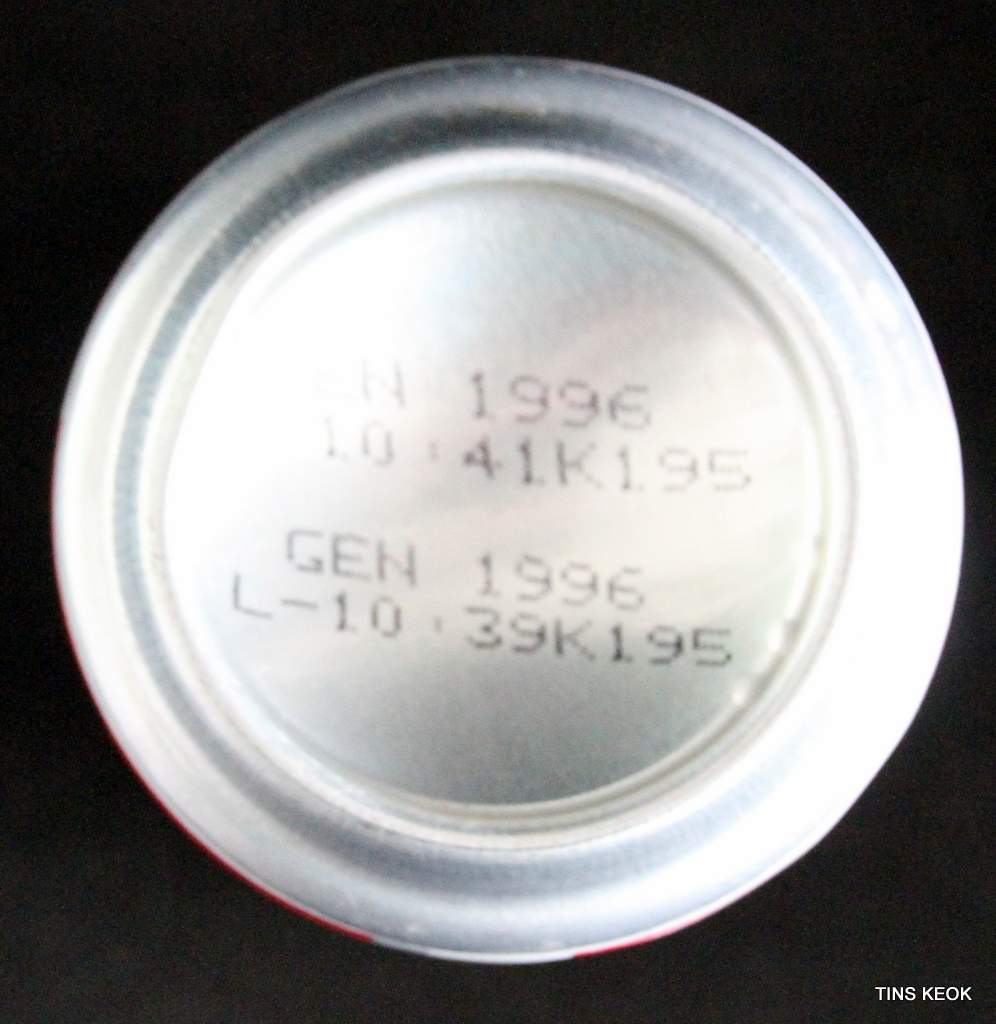 EN 1996
10:41K195
GEN 1996
L-10:39K195
TINS KEOK